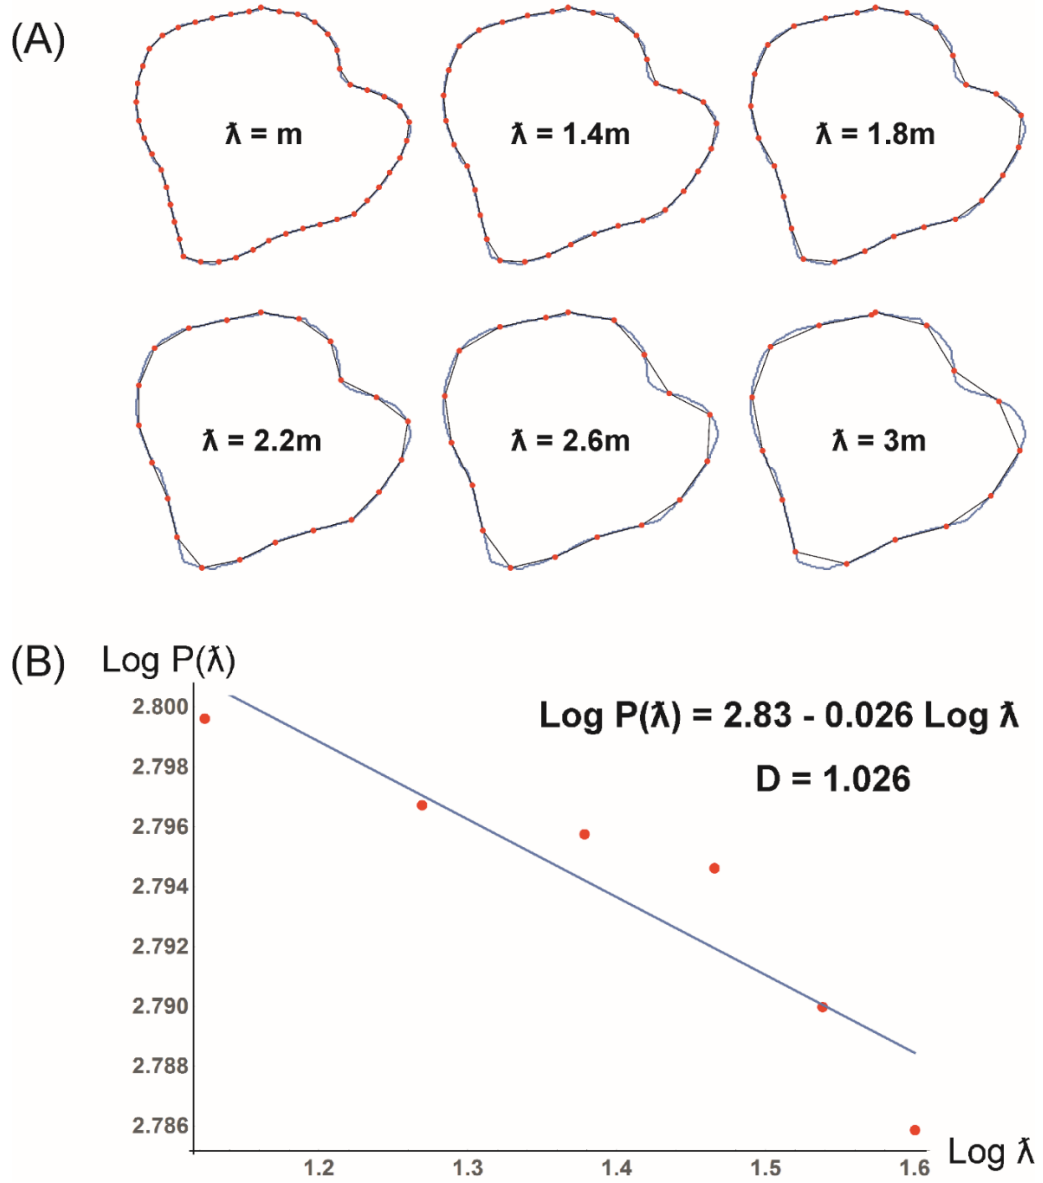 (A)
ƛ = m
ƛ = 1.4m
ƛ = 1.8m
ƛ = 2.2m
ƛ = 2.6m
ƛ = 3m
(B)
Log P(ƛ)
Log P(ƛ) = 2.83 - 0.026 Log ƛ
D = 1.026
2.800
2.798
2.796
2.794
2.792
2.790
2.788
2.786
1.2
1.3
1.4
1.5
1.6
Log ƛ